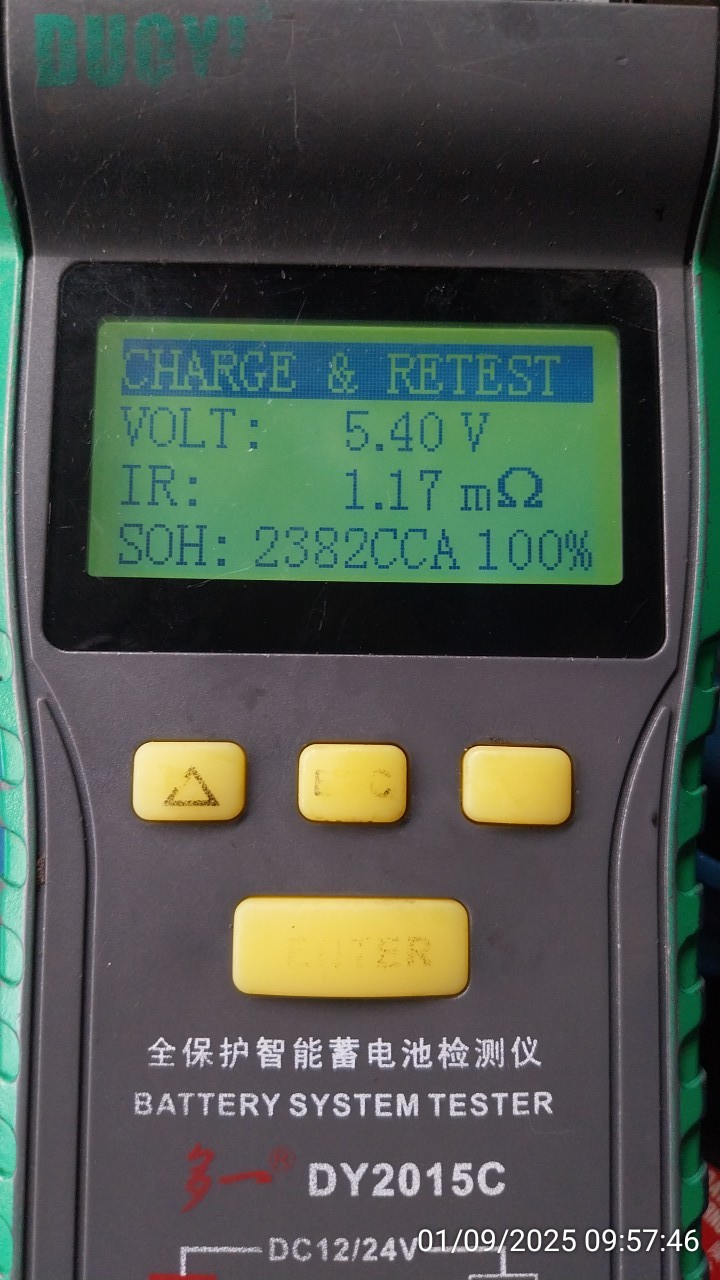 DUOYI
CHARGE & RETEST
VOLT: 5.40 V
IR: 1.17 mΩ
SOH: 2382CCA 100%
ENTER
全保护智能蓄电池检测仪
BATTERY SYSTEM TESTER
多一® DY2015C
DC12/24V
01/09/2025 09:57:46